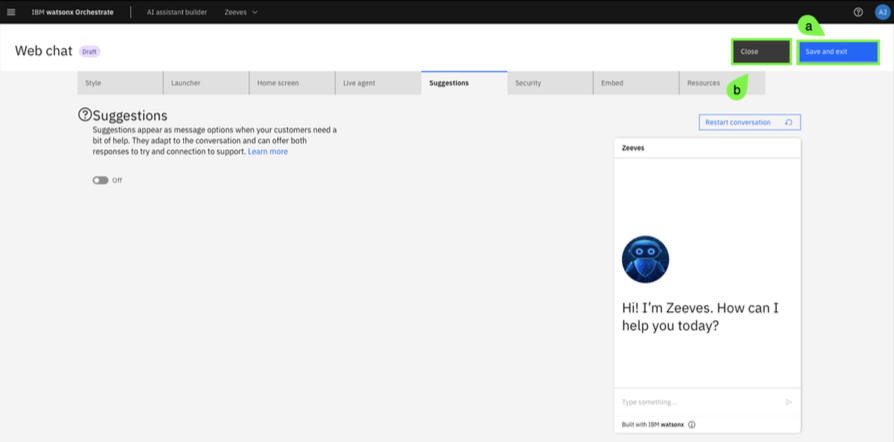 IBM watsonx Orchestrate AI assistant builder Zeeves AJ
a
Web chat Draft Close Save and exit
b
Style Launcher Home screen Live agent Suggestions Security Embed Resources
Suggestions
Suggestions appear as message options when your customers need a
bit of help. They adapt to the conversation and can offer both
responses to try and connection to support. Learn more
Off
Restart conversation
Zeeves
Hi! I'm Zeeves. How can I
help you today?
Type something...
Built with IBM watsonx